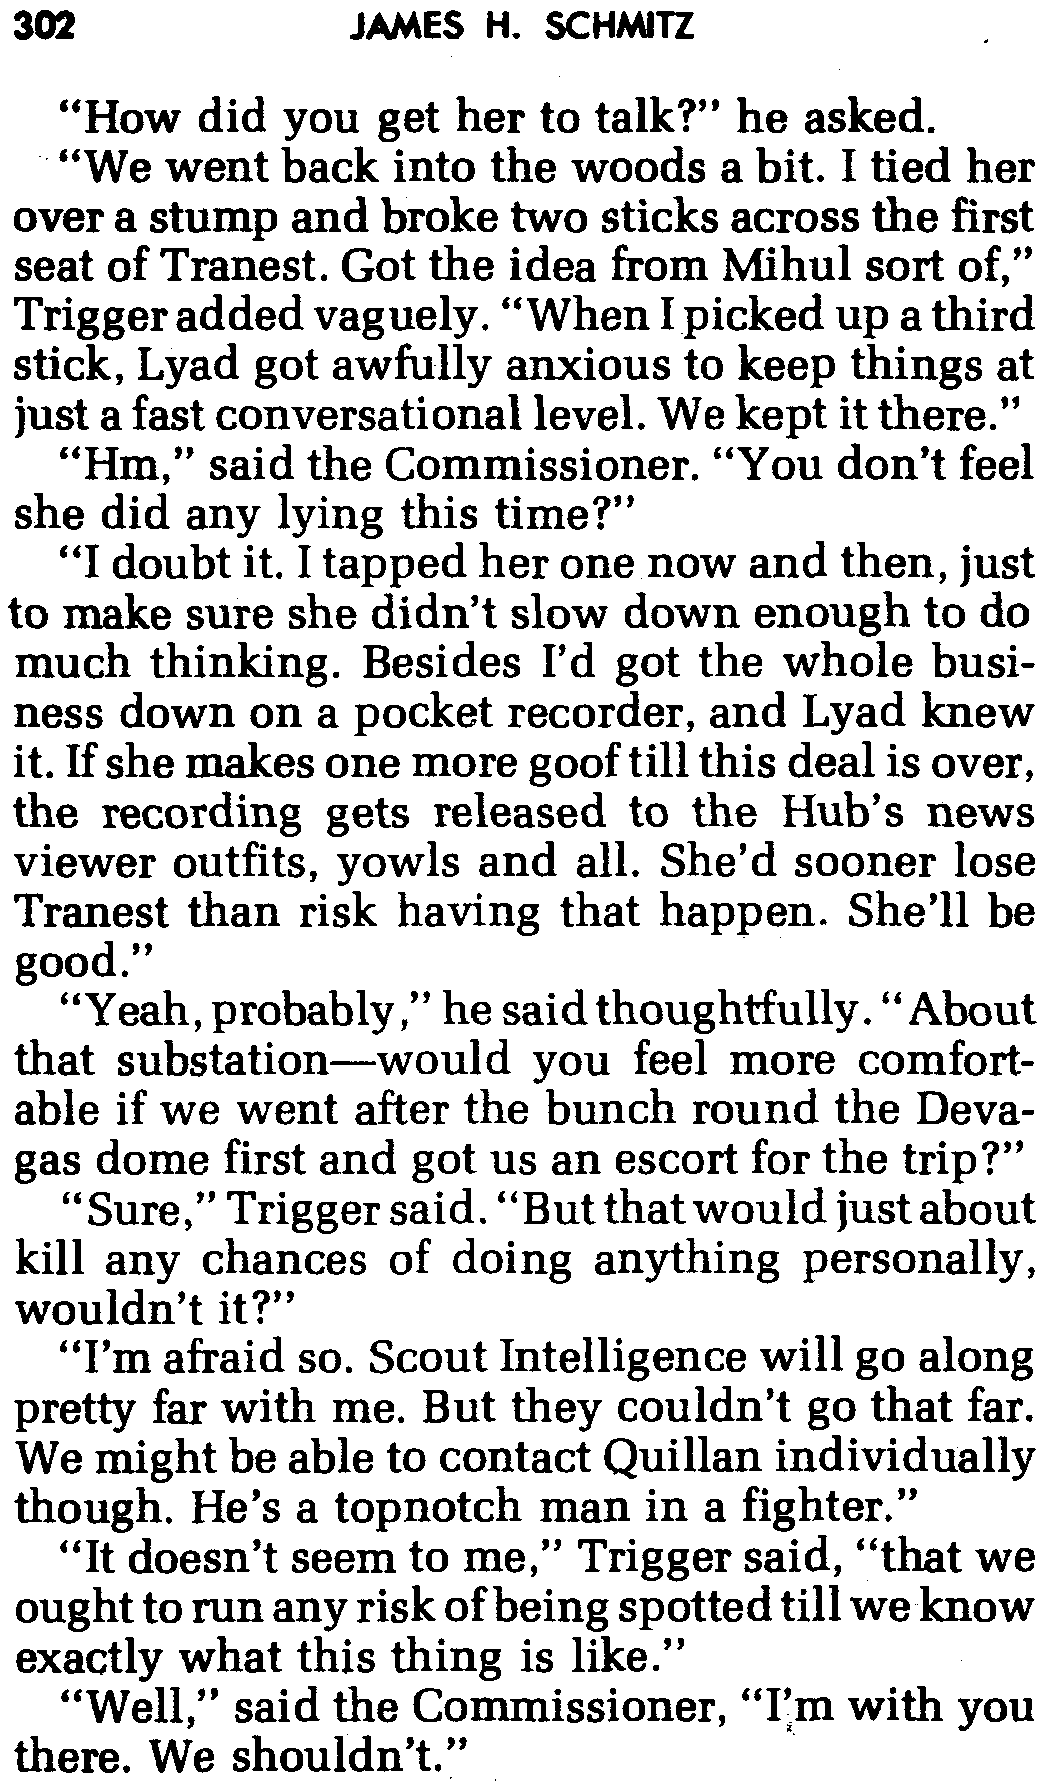 302 JAMES H. SCHMITZ
“How did you get her to talk?” he asked.
“We went back into the woods a bit. I tied her
over a stump and broke two sticks across the first
seat of Tranest. Got the idea from Mihul sort of,”
Trigger added vaguely. “When I picked up a third
stick, Lyad got awfully anxious to keep things at
just a fast conversational level. We kept it there.”
“Hm,” said the Commissioner. “You don't feel
she did any lying this time?”
“I doubt it. I tapped her one now and then, just
to make sure she didn't slow down enough to do
much thinking. Besides I'd got the whole busi-
ness down on a pocket recorder, and Lyad knew
it. If she makes one more goof till this deal is over,
the recording gets released to the Hub's news
viewer outfits, yowls and all. She'd sooner lose
Tranest than risk having that happen. She'll be
good.”
“Yeah, probably,” he said thoughtfully. “About
that substation—would you feel more comfort-
able if we went after the bunch round the Deva-
gas dome first and got us an escort for the trip?”
“Sure,” Trigger said. “But that would just about
kill any chances of doing anything personally,
wouldn't it?”
“I'm afraid so. Scout Intelligence will go along
pretty far with me. But they couldn't go that far.
We might be able to contact Quillan individually
though. He's a topnotch man in a fighter.”
“It doesn't seem to me,” Trigger said, “that we
ought to run any risk of being spotted till we know
exactly what this thing is like.”
“Well,” said the Commissioner, “I'm with you
there. We shouldn't.”